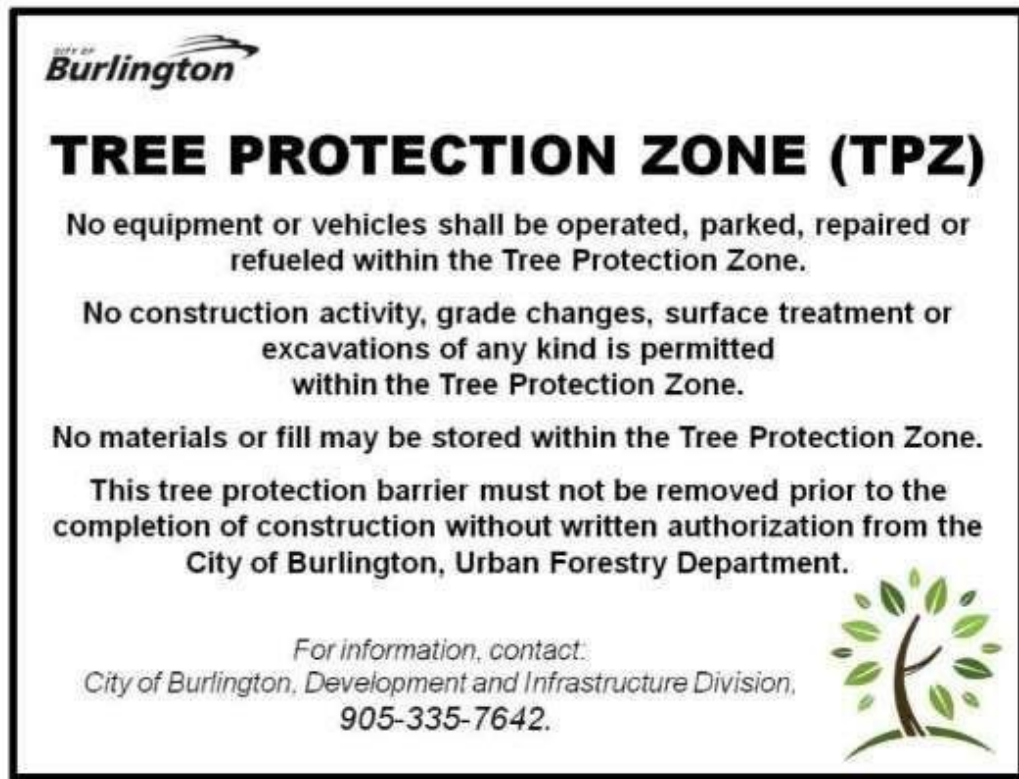 CITY OF
Burlington
TREE PROTECTION ZONE (TPZ)
No equipment or vehicles shall be operated, parked, repaired or
refueled within the Tree Protection Zone.
No construction activity, grade changes, surface treatment or
excavations of any kind is permitted
within the Tree Protection Zone.
No materials or fill may be stored within the Tree Protection Zone.
This tree protection barrier must not be removed prior to the
completion of construction without written authorization from the
City of Burlington, Urban Forestry Department.
For information, contact:
City of Burlington, Development and Infrastructure Division,
905-335-7642.